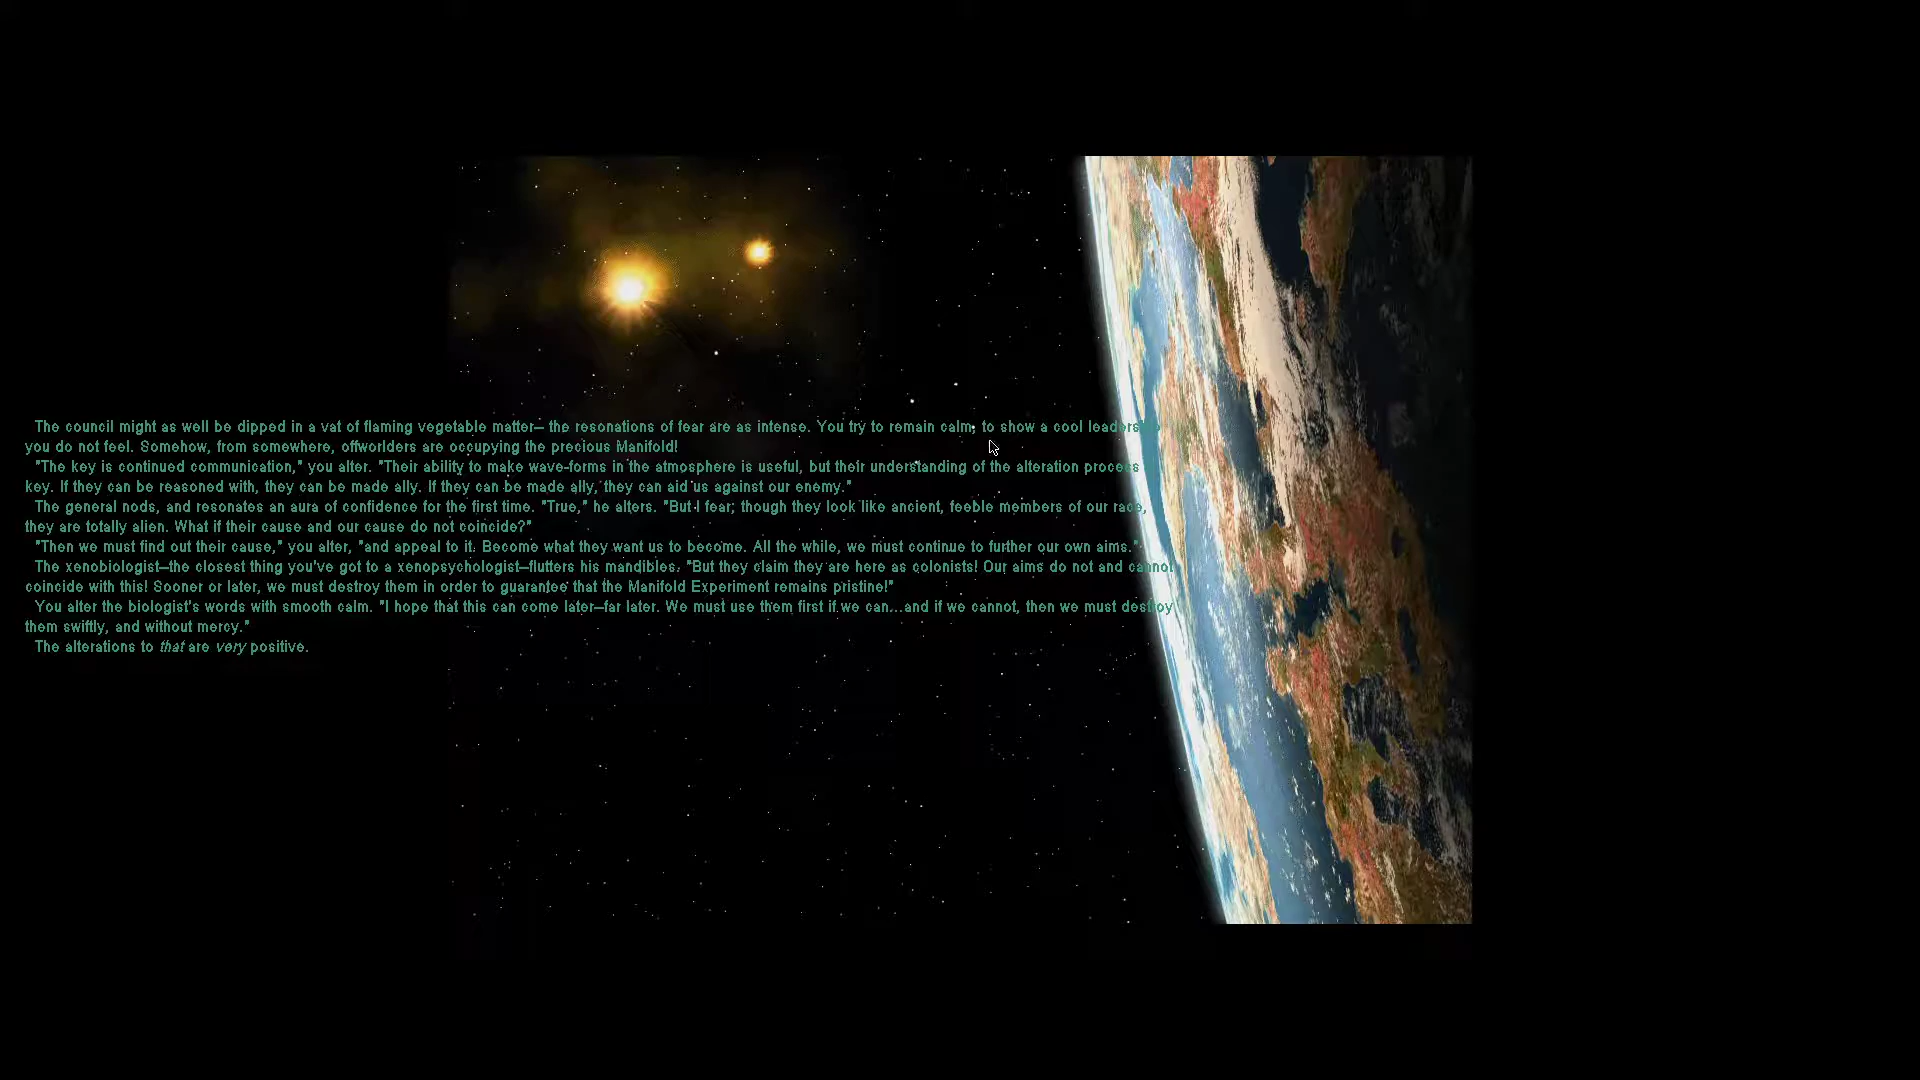 The council might as well be dipped in a vat of flaming vegetable matter— the resonations of fear are as intense. You try to remain calm, to show a cool
you do not feel. Somehow, from somewhere, offworlders are occupying the precious Manifold!
"The key is continued communication," you alter. "Their ability to make wave-forms in the atmosphere is useful, but their understanding of the alteration process
key. If they can be reasoned with, they can be made ally. If they can be made ally, they can aid us against our enemy."
The general nods, and resonates an aura of confidence for the first time. "True," he alters. "But I fear; though they look like ancient, feeble members of our race,
they are totally alien. What if their cause and our cause do not coincide?"
"Then we must find out their cause," you alter, "and appeal to it. Become what they want us to become. All the while, we must continue to further our own aims."
The xenobiologist—the closest thing you've got to a xenopsychologist—flutters his mandibles. "But they claim they are here as colonists! Our aims do not and cannot
coincide with this! Sooner or later, we must destroy them in order to guarantee that the Manifold Experiment remains pristine!"
You alter the biologist's words with smooth calm. "I hope that this can come later—far later. We must use them first if we can...and if we cannot, then we must destroy
them swiftly, and without mercy."
The alterations to that are very positive.